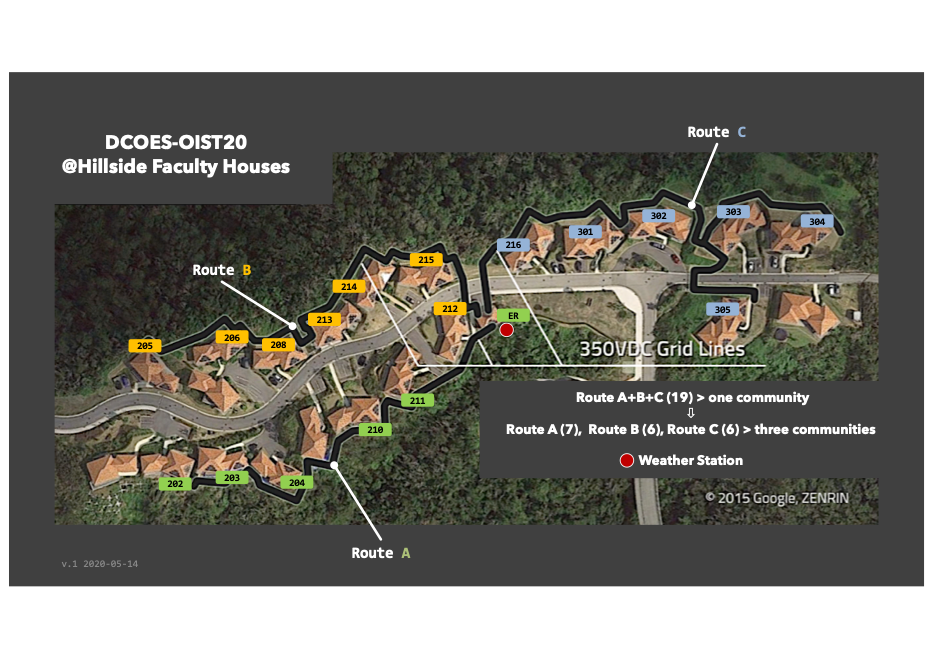 DCOES-OIST20
@Hillside Faculty Houses
Route C
302
303
304
301
216
Route B
215
214
212
213
305
ER
206
205
208
350VDC Grid Lines
211
Route A+B+C (19) > one community
⇩
Route A (7), Route B (6), Route C (6) > three communities
210
Weather Station
203
202
204
© 2015 Google, ZENRIN
Route A
v.1 2020-05-14